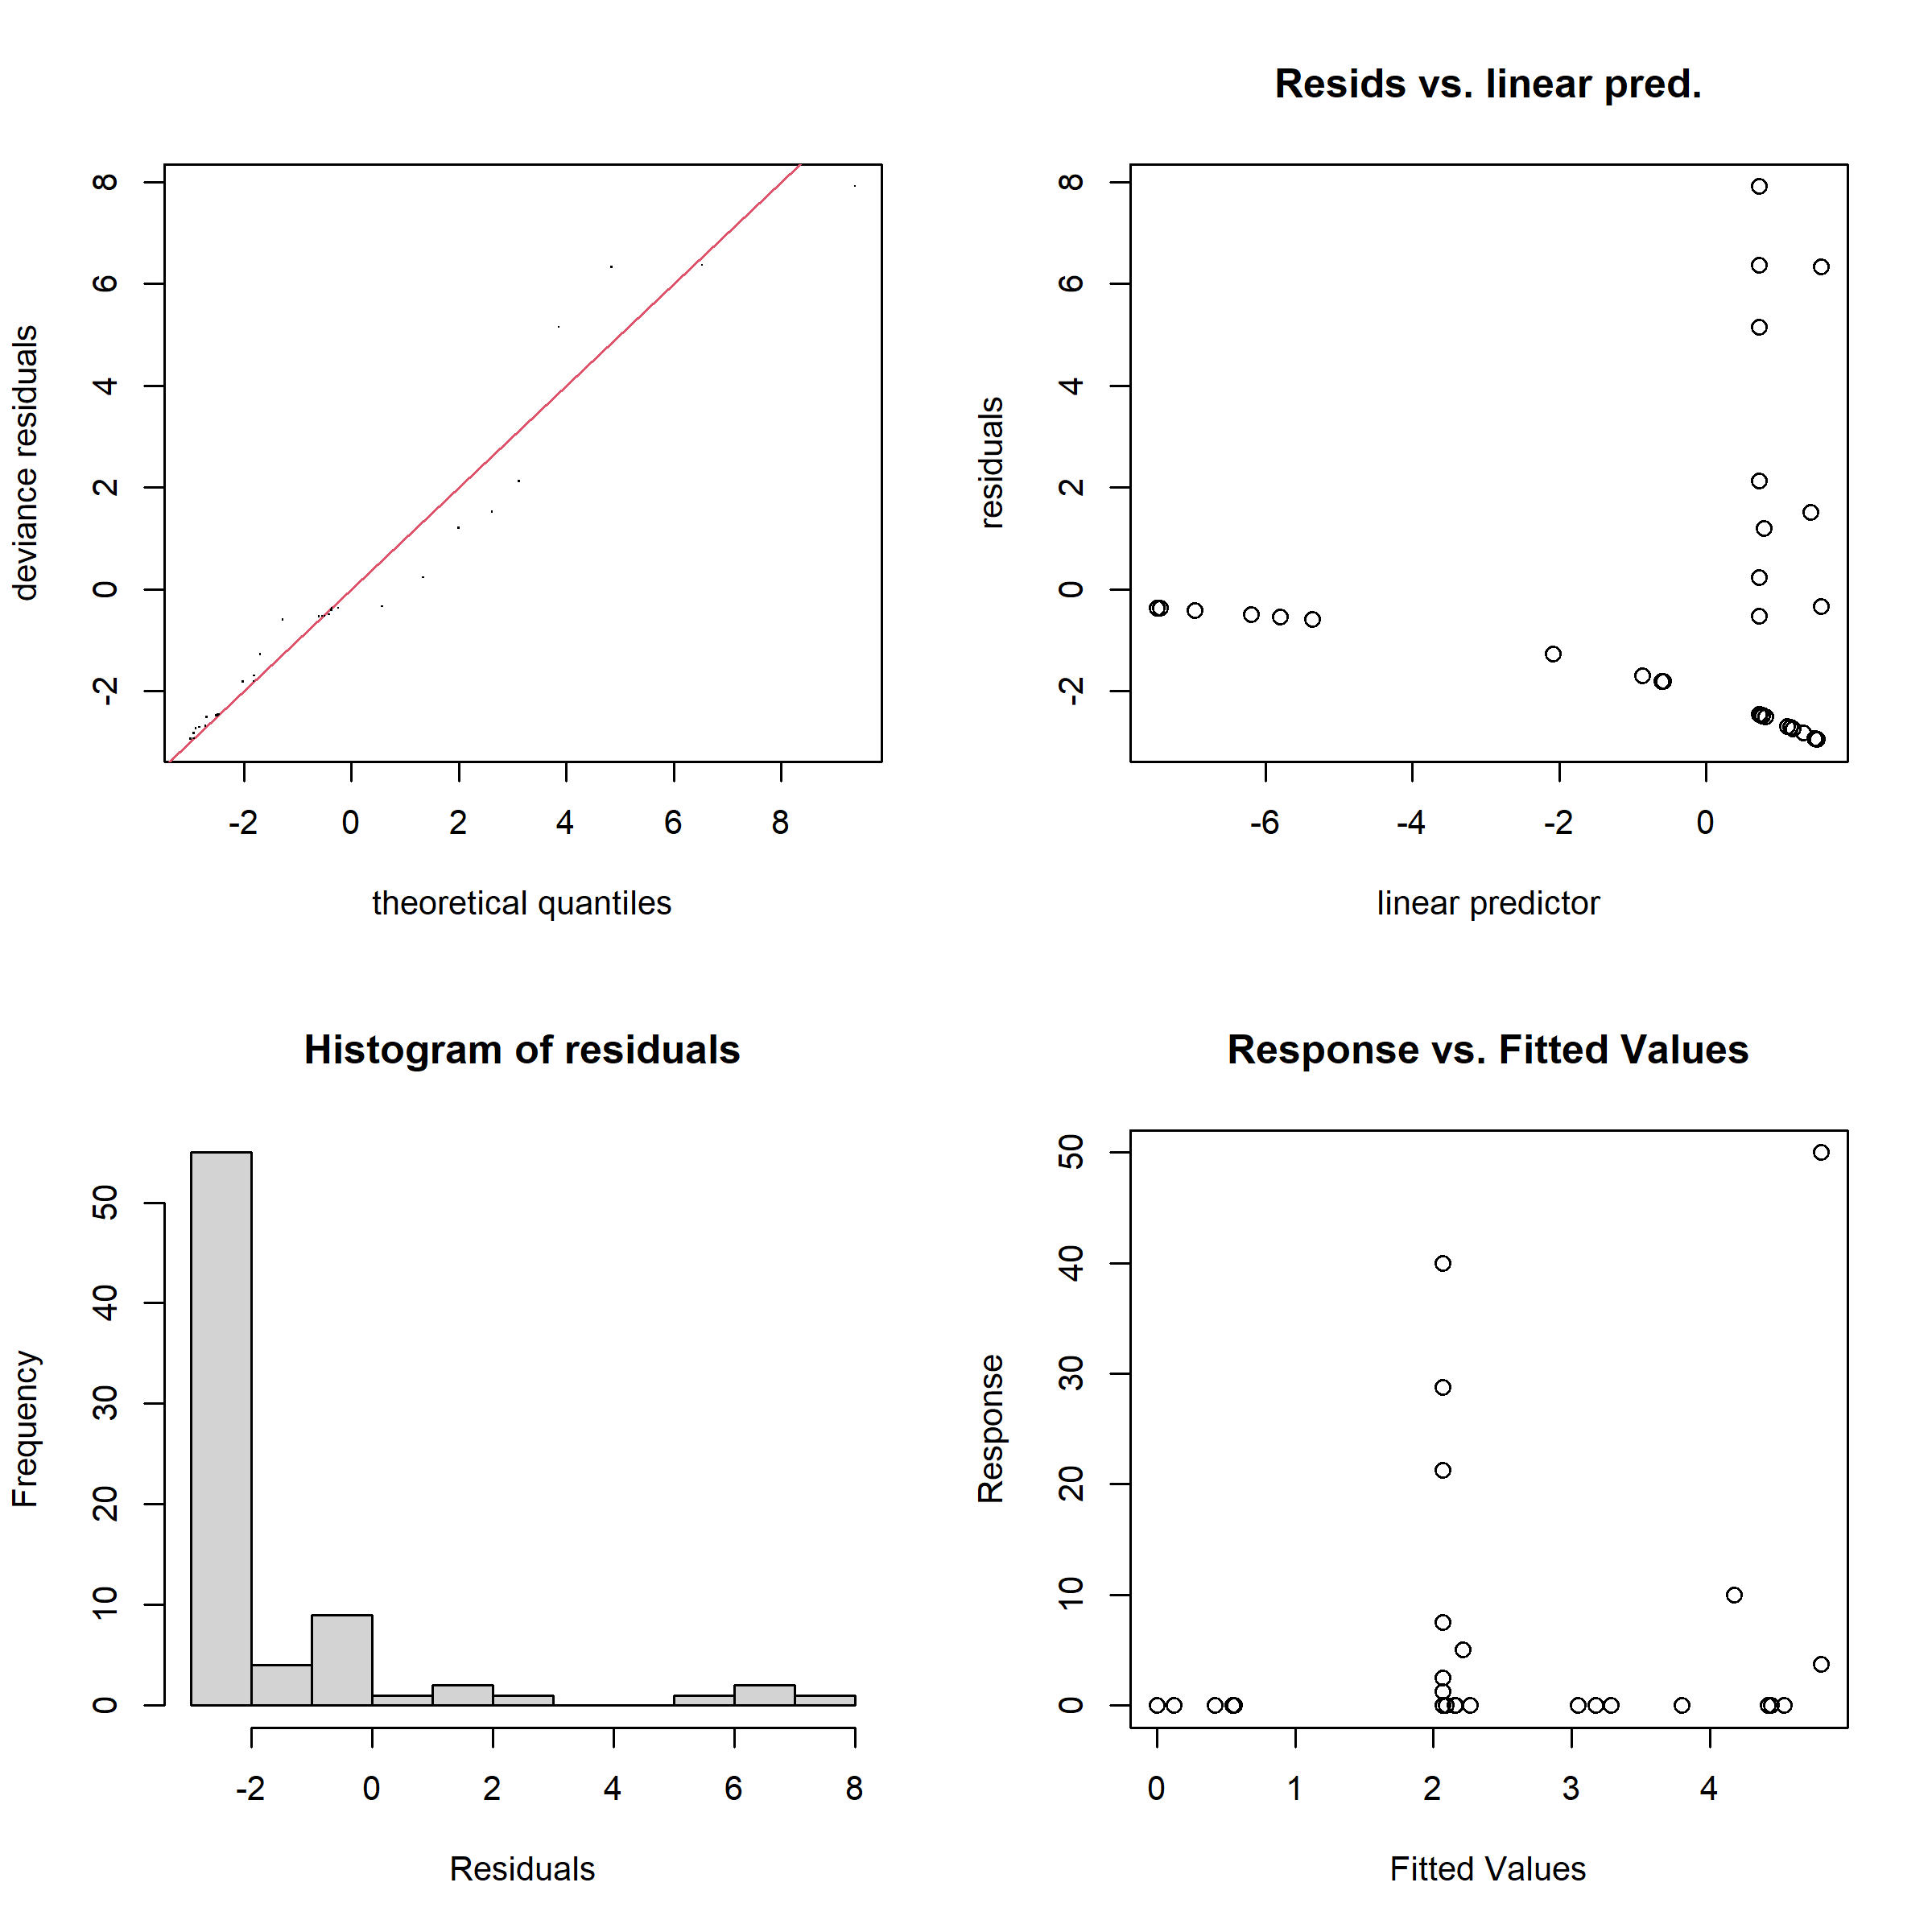 deviance residuals
8
6
4
2
0
-2
-2 0 2 4 6 8
theoretical quantiles
Resids vs. linear pred.
residuals
8
6
4
2
0
-2
-6 -4 -2 0
linear predictor
Histogram of residuals
Frequency
50
40
30
20
10
0
-2 0 2 4 6 8
Residuals
Response vs. Fitted Values
Response
50
40
30
20
10
0
0 1 2 3 4
Fitted Values